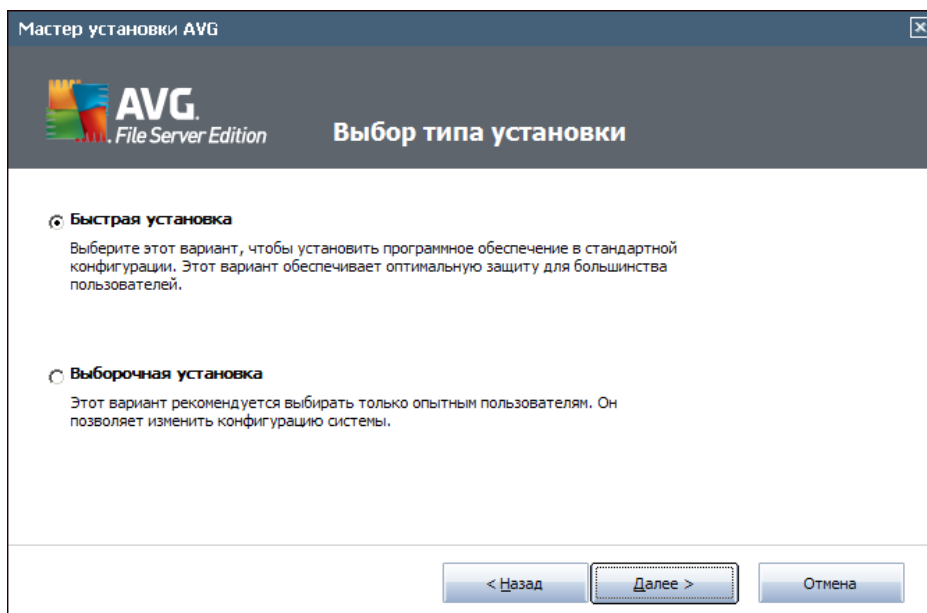 Мастер установки AVG
AVG.
File Server Edition
Выбор типа установки
Быстрая установка
Выберите этот вариант, чтобы установить программное обеспечение в стандартной
конфигурации. Этот вариант обеспечивает оптимальную защиту для большинства
пользователей.
Выборочная установка
Этот вариант рекомендуется выбирать только опытным пользователям. Он
позволяет изменить конфигурацию системы.
< Назад
Далее >
Отмена